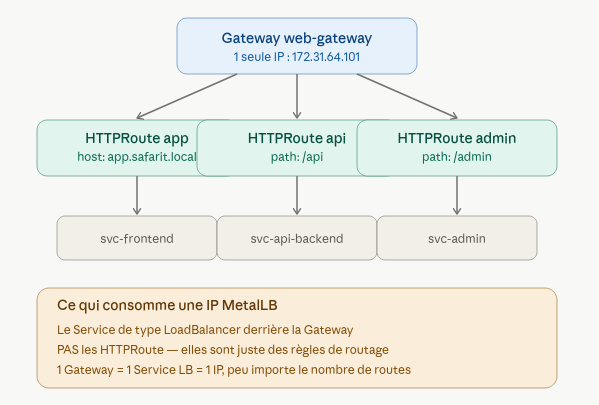 Gateway web-gateway
1 seule IP : 172.31.64.101
HTTPRoute app
host: app.safarit.local
HTTPRoute api
path: /api
HTTPRoute admin
path: /admin
svc-frontend
svc-api-backend
svc-admin
Ce qui consomme une IP MetalLB
Le Service de type LoadBalancer derrière la Gateway
PAS les HTTPRoute — elles sont juste des règles de routage
1 Gateway = 1 Service LB = 1 IP, peu importe le nombre de routes